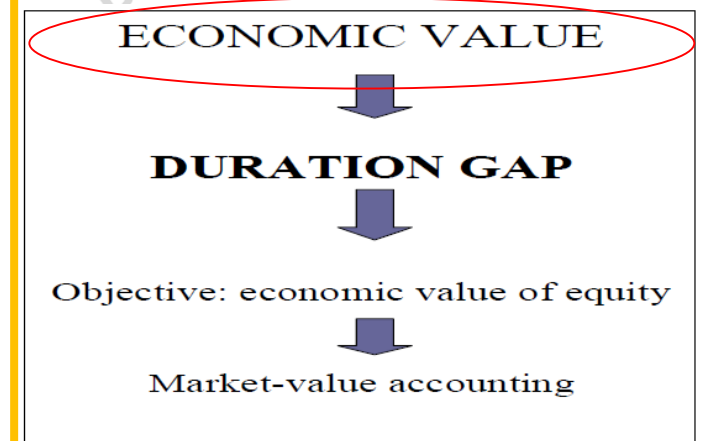 ECONOMIC VALUE
DURATION GAP
Objective: economic value of equity
Market-value accounting